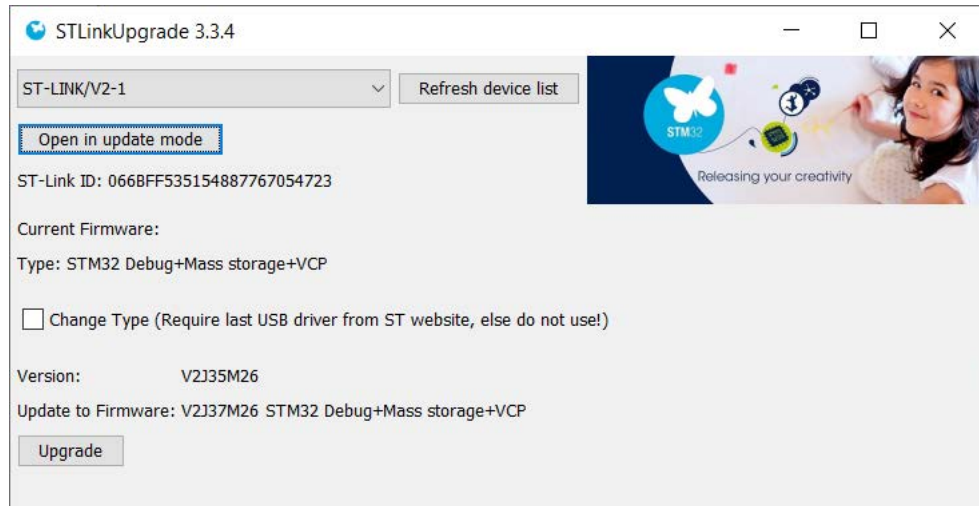 STLinkUpgrade 3.3.4
ST-LINK/V2-1
Refresh device list
Open in update mode
STM32
Releasing your creativity
ST-Link ID: 066BFF535154887767054723
Current Firmware:
Type: STM32 Debug+Mass storage+VCP
Change Type (Require last USB driver from ST website, else do not use!)
Version: V2J35M26
Update to Firmware: V2J37M26 STM32 Debug+Mass storage+VCP
Upgrade